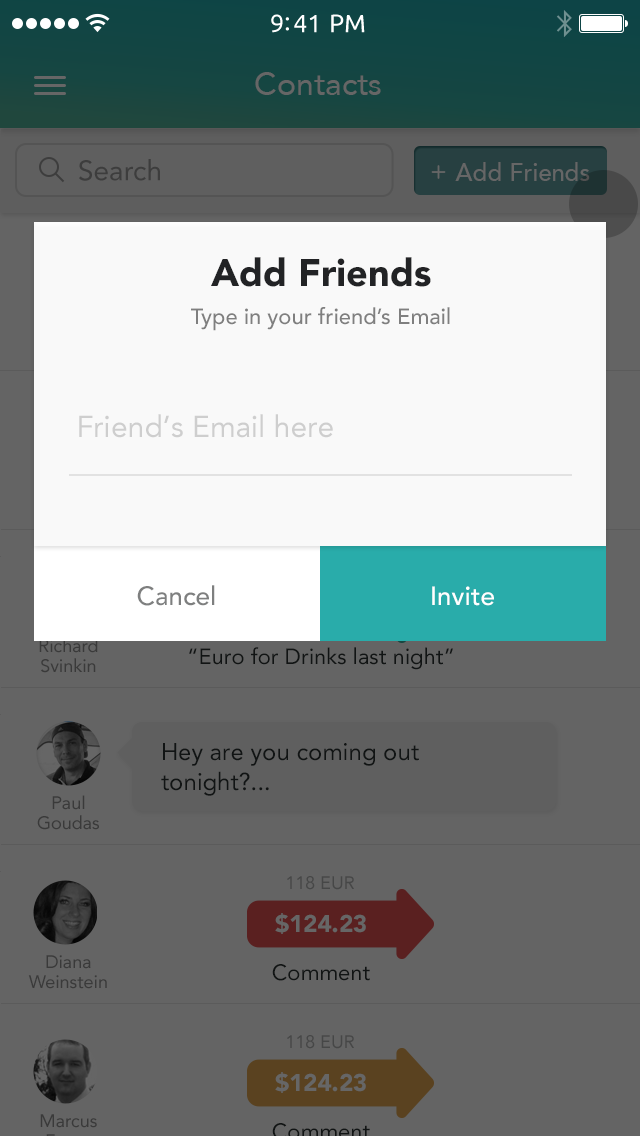 9:41 PM
Contacts
Search
+ Add Friends
Add Friends
Type in your friend’s Email
Friend’s Email here
Cancel
Invite
Richard
Svinkin
“Euro for Drinks last night”
Paul
Goudas
Hey are you coming out
tonight?...
Diana
Weinstein
118 EUR
$124.23
Comment
Marcus
118 EUR
$124.23
Comment